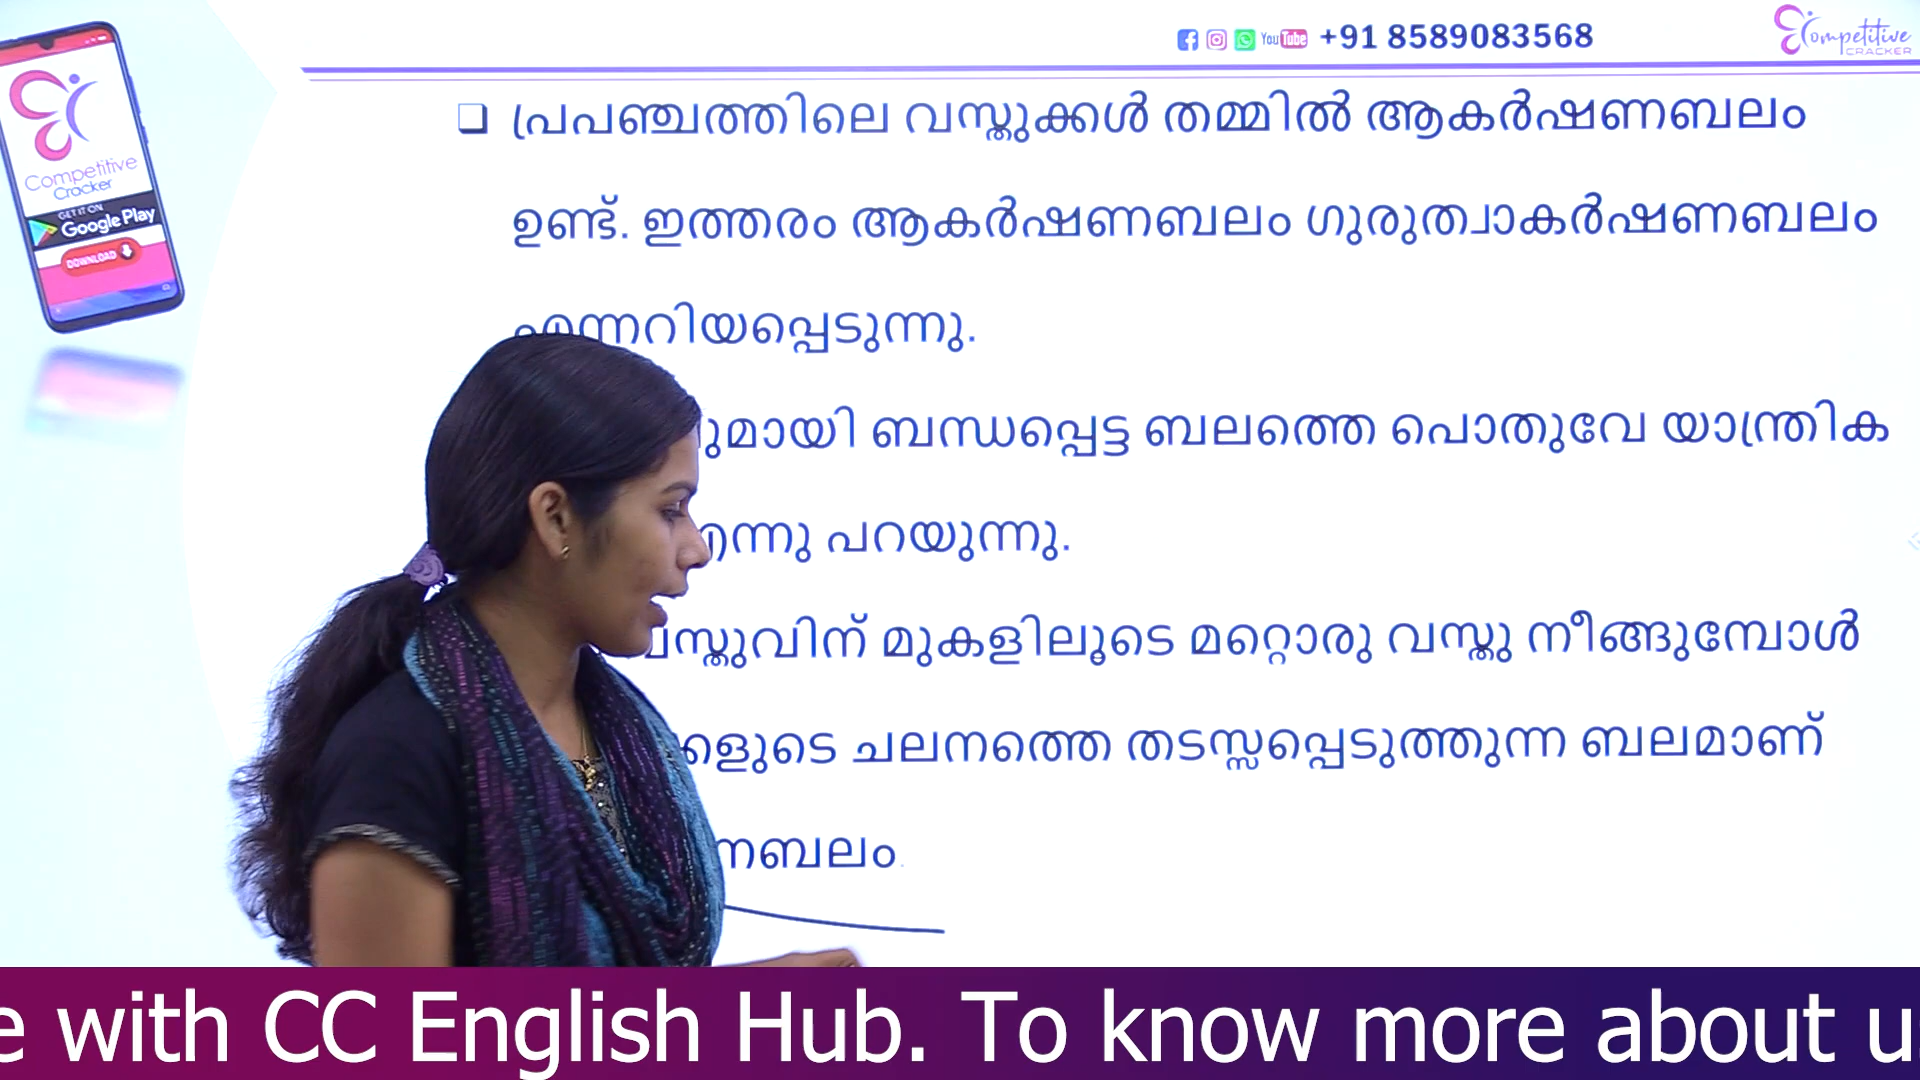 YouTube +91 8589083568
Competitive
CRACKER
Competitive
Cracker
GET IT ON
Google Play
DOWNLOAD
പ്രപഞ്ചത്തിലെ വസ്തുക്കൾ തമ്മിൽ ആകർഷണബലം
ഉണ്ട്. ഇത്തരം ആകർഷണബലം ഗുരുത്വാകർഷണബലം
എന്നറിയപ്പെടുന്നു.
ബന്ധപ്പെട്ട ബലത്തെ പൊതുവേ യാന്ത്രിക
എന്നു പറയുന്നു.
വസ്തുവിന് മുകളിലൂടെ മറ്റൊരു വസ്തു നീങ്ങുമ്പോൾ
ചലനത്തെ തടസ്സപ്പെടുത്തുന്ന ബലമാണ്
with CC English Hub. To know more about